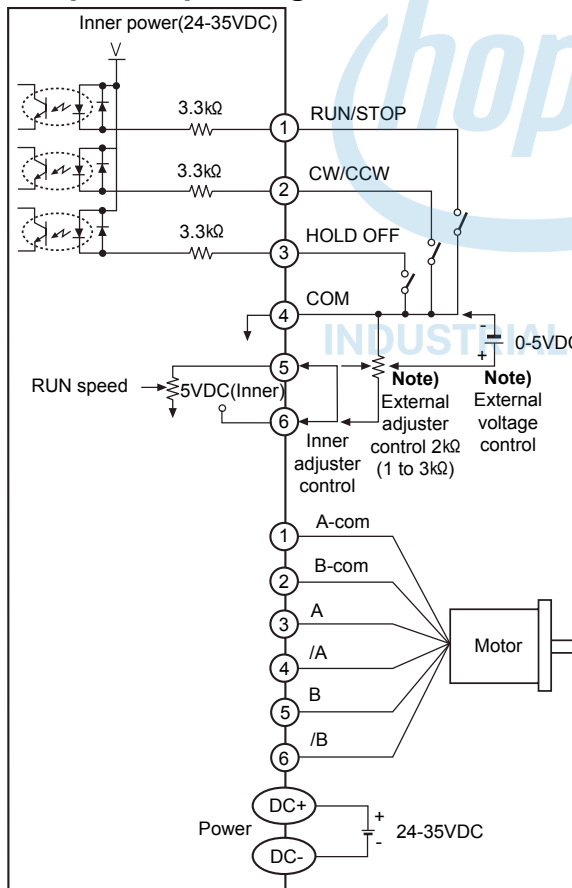 Inner power(24-35VDC)
V
3.3kΩ
1
RUN/STOP
3.3kΩ
2
CW/CCW
3.3kΩ
3
HOLD OFF
4
COM
hop
INDUSTRIAL
-
+
0-5VDC
5
RUN speed
5VDC(Inner)
6
Inner
adjuster
control
Note)
External
adjuster
control 2kΩ
(1 to 3kΩ)
Note)
External
voltage
control
1
A-com
2
B-com
3
A
4
/A
5
B
6
/B
Motor
Power
DC+
DC-
+
-
24-35VDC